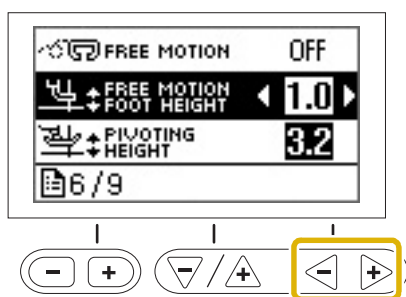 FREE MOTION OFF
FREE MOTION
FOOT HEIGHT 1.0
PIVOTING
HEIGHT 3.2
6/9
- + -/+ - +